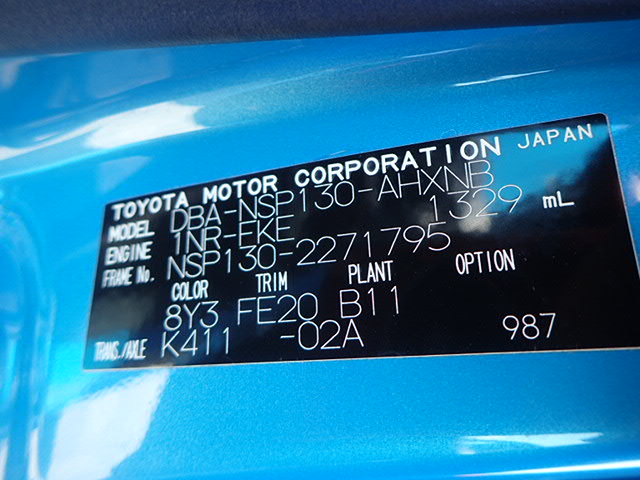 TOYOTA MOTOR CORPORATION JAPAN
MODEL DBA-NSP130-AHXNB
ENGINE 1NR-FKE 1329 mL
FRAME No. NSP130-2271795
COLOR TRIM PLANT OPTION
8Y3 FE20 B11
TRANS./AXLE K411 -02A 987